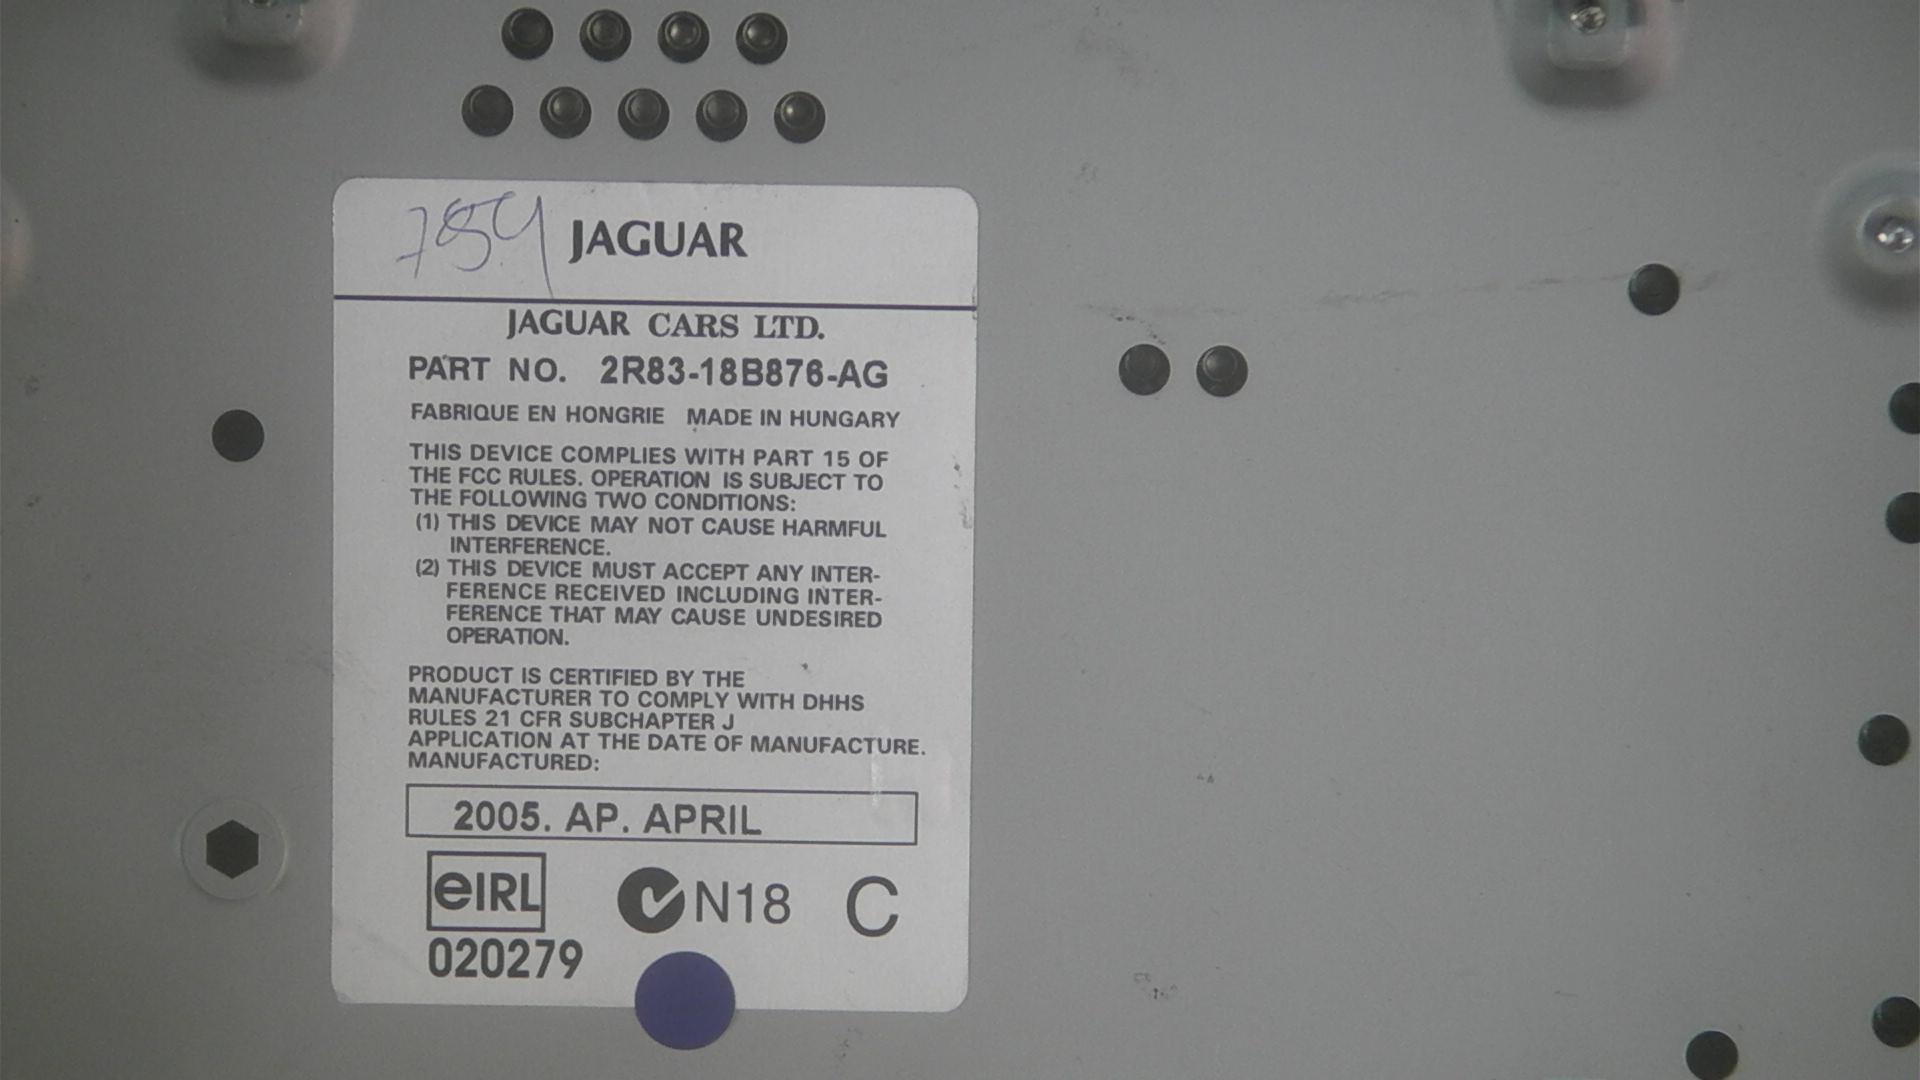 789 JAGUAR
JAGUAR CARS LTD.
PART NO. 2R83-18B876-AG
FABRIQUE EN HONGRIE MADE IN HUNGARY
THIS DEVICE COMPLIES WITH PART 15 OF
THE FCC RULES. OPERATION IS SUBJECT TO
THE FOLLOWING TWO CONDITIONS:
(1) THIS DEVICE MAY NOT CAUSE HARMFUL
INTERFERENCE.
(2) THIS DEVICE MUST ACCEPT ANY INTER-
FERENCE RECEIVED INCLUDING INTER-
FERENCE THAT MAY CAUSE UNDESIRED
OPERATION.
PRODUCT IS CERTIFIED BY THE
MANUFACTURER TO COMPLY WITH DHHS
RULES 21 CFR SUBCHAPTER J
APPLICATION AT THE DATE OF MANUFACTURE.
MANUFACTURED:
2005. AP. APRIL
eIRL N18 C
020279